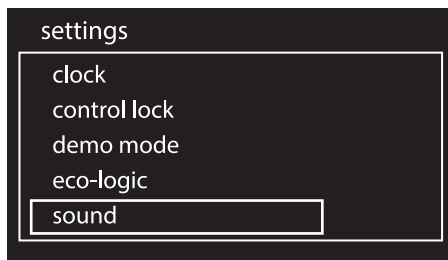 settings
clock
control lock
demo mode
eco-logic
sound